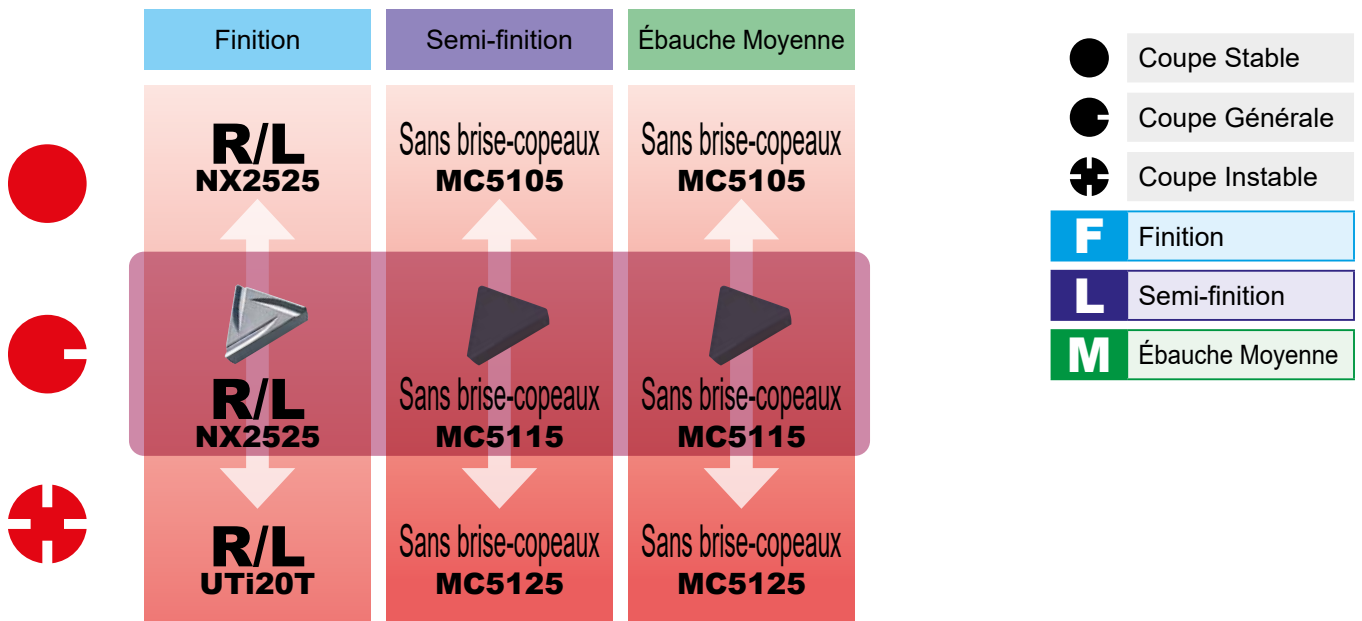 Finition
Semi-finition
Ébauche Moyenne
R/L
NX2525
Sans brise-copeaux
MC5105
Sans brise-copeaux
MC5105
R/L
NX2525
Sans brise-copeaux
MC5115
Sans brise-copeaux
MC5115
R/L
UTi20T
Sans brise-copeaux
MC5125
Sans brise-copeaux
MC5125
Coupe Stable
Coupe Générale
Coupe Instable
F Finition
L Semi-finition
M Ébauche Moyenne